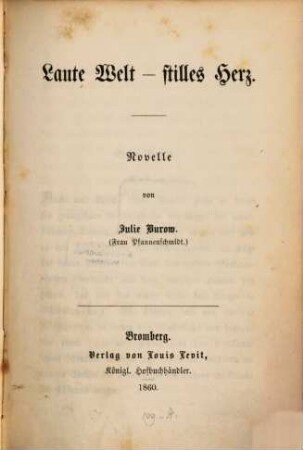 Laute Welt – stilles Herz.
Novelle
von
Julie Burow.
(Frau Pfannenschmidt.)
Bromberg.
Verlag von Louis Levit,
Königl. Hofbuchhändler.
1860.